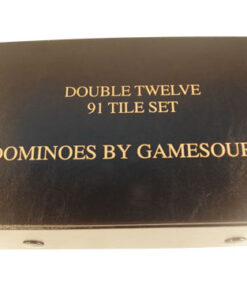 DOUBLE TWELVE
91 TILE SET
DOMINOES BY GAMESOUR